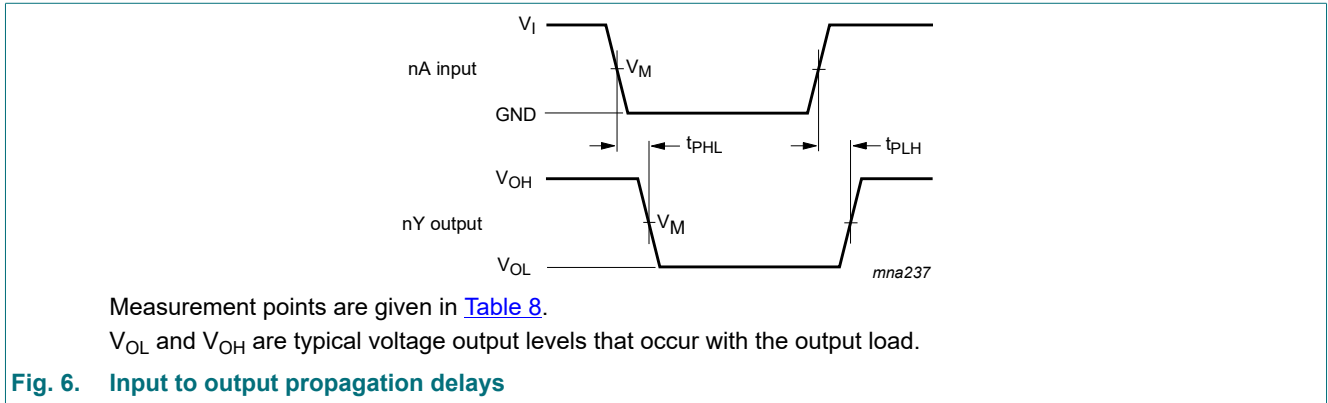 V_I
nA input
V_M
GND
t_PHL
t_PLH
V_OH
nY output
V_M
V_OL
mna237
Measurement points are given in Table 8.
V_OL and V_OH are typical voltage output levels that occur with the output load.
Fig. 6. Input to output propagation delays